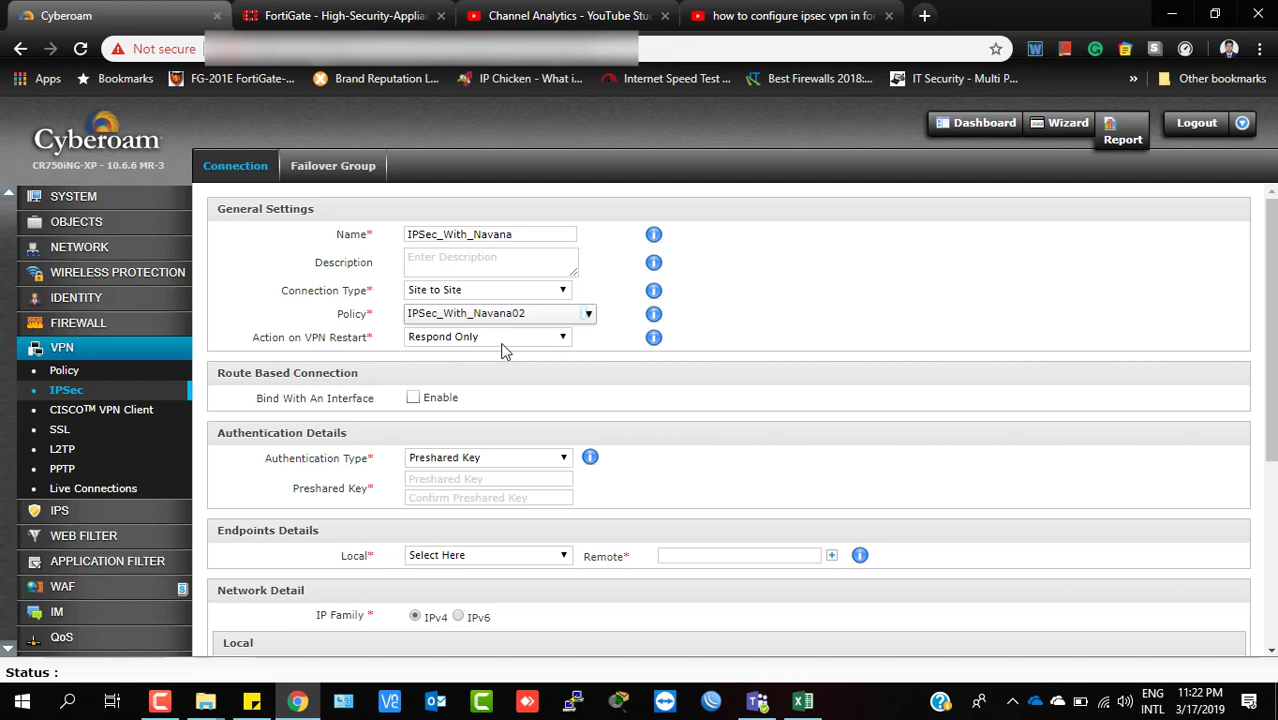 Cyberoam
FortiGate - High-Security-Applian
Channel Analytics - YouTube Stu
how to configure ipsec vpn in for
Not secure
Apps
Bookmarks
FG-201E FortiGate-...
Brand Reputation L...
IP Chicken - What i...
Internet Speed Test ...
Best Firewalls 2018:...
IT Security - Multi P...
»
Other bookmarks
Cyberoam
CR750iNG-XP - 10.6.6 MR-3
Dashboard
Wizard
Report
Logout
Connection
Failover Group
SYSTEM
OBJECTS
NETWORK
WIRELESS PROTECTION
IDENTITY
FIREWALL
VPN
Policy
IPSec
CISCO™ VPN Client
SSL
L2TP
PPTP
Live Connections
IPS
WEB FILTER
APPLICATION FILTER
WAF
IM
QoS
General Settings
Name* IPSec_With_Navana
Description Enter Description
Connection Type* Site to Site
Policy* IPSec_With_Navana02
Action on VPN Restart* Respond Only
Route Based Connection
Bind With An Interface Enable
Authentication Details
Authentication Type* Preshared Key
Preshared Key* Preshared Key
Confirm Preshared Key
Endpoints Details
Local* Select Here Remote*
Network Detail
IP Family * IPv4 IPv6
Local
Status :
ENG
INTL
11:22 PM
3/17/2019